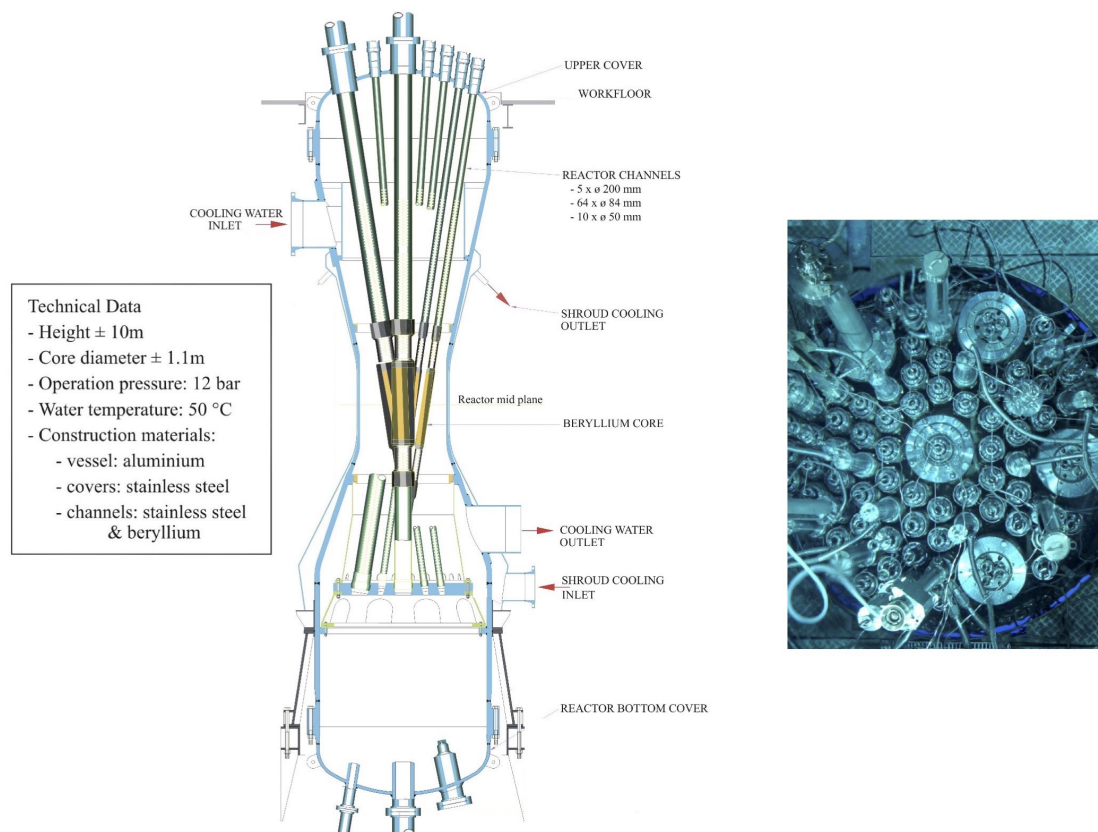 UPPER COVER
WORKFLOOR
REACTOR CHANNELS
- 5 x ø 200 mm
- 64 x ø 84 mm
- 10 x ø 50 mm
COOLING WATER
INLET
SHROUD COOLING
OUTLET
Technical Data
- Height ± 10m
- Core diameter ± 1.1m
- Operation pressure: 12 bar
- Water temperature: 50 °C
- Construction materials:
- vessel: aluminium
- covers: stainless steel
- channels: stainless steel
& beryllium
Reactor mid plane
BERYLLIUM CORE
COOLING WATER
OUTLET
SHROUD COOLING
INLET
REACTOR BOTTOM COVER